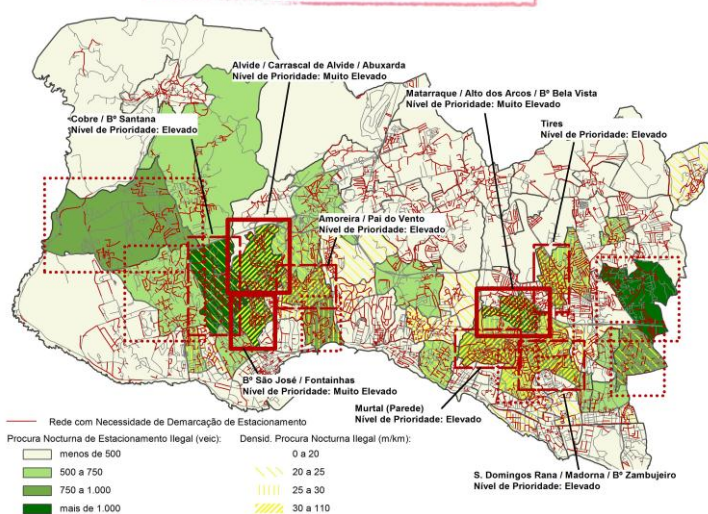 Alvide / Carrascal de Alvide / Abuxarda
Nível de Prioridade: Muito Elevado
Matarraque / Alto dos Arcos / Bº Bela Vista
Nível de Prioridade: Muito Elevado
Cobre / Bº Santana
Nível de Prioridade: Elevado
Tires
Nível de Prioridade: Elevado
Amoreira / Pai do Vento
Nível de Prioridade: Elevado
Bº São José / Fontainhas
Nível de Prioridade: Muito Elevado
Murtal (Parede)
Nível de Prioridade: Elevado
S. Domingos Rana / Madorna / Bº Zambujeiro
Nível de Prioridade: Elevado
Rede com Necessidade de Demarcação de Estacionamento
Procura Nocturna de Estacionamento Ilegal (veic):
menos de 500
500 a 750
750 a 1.000
mais de 1.000
Densid. Procura Nocturna Ilegal (m/km):
0 a 20
20 a 25
25 a 30
30 a 110